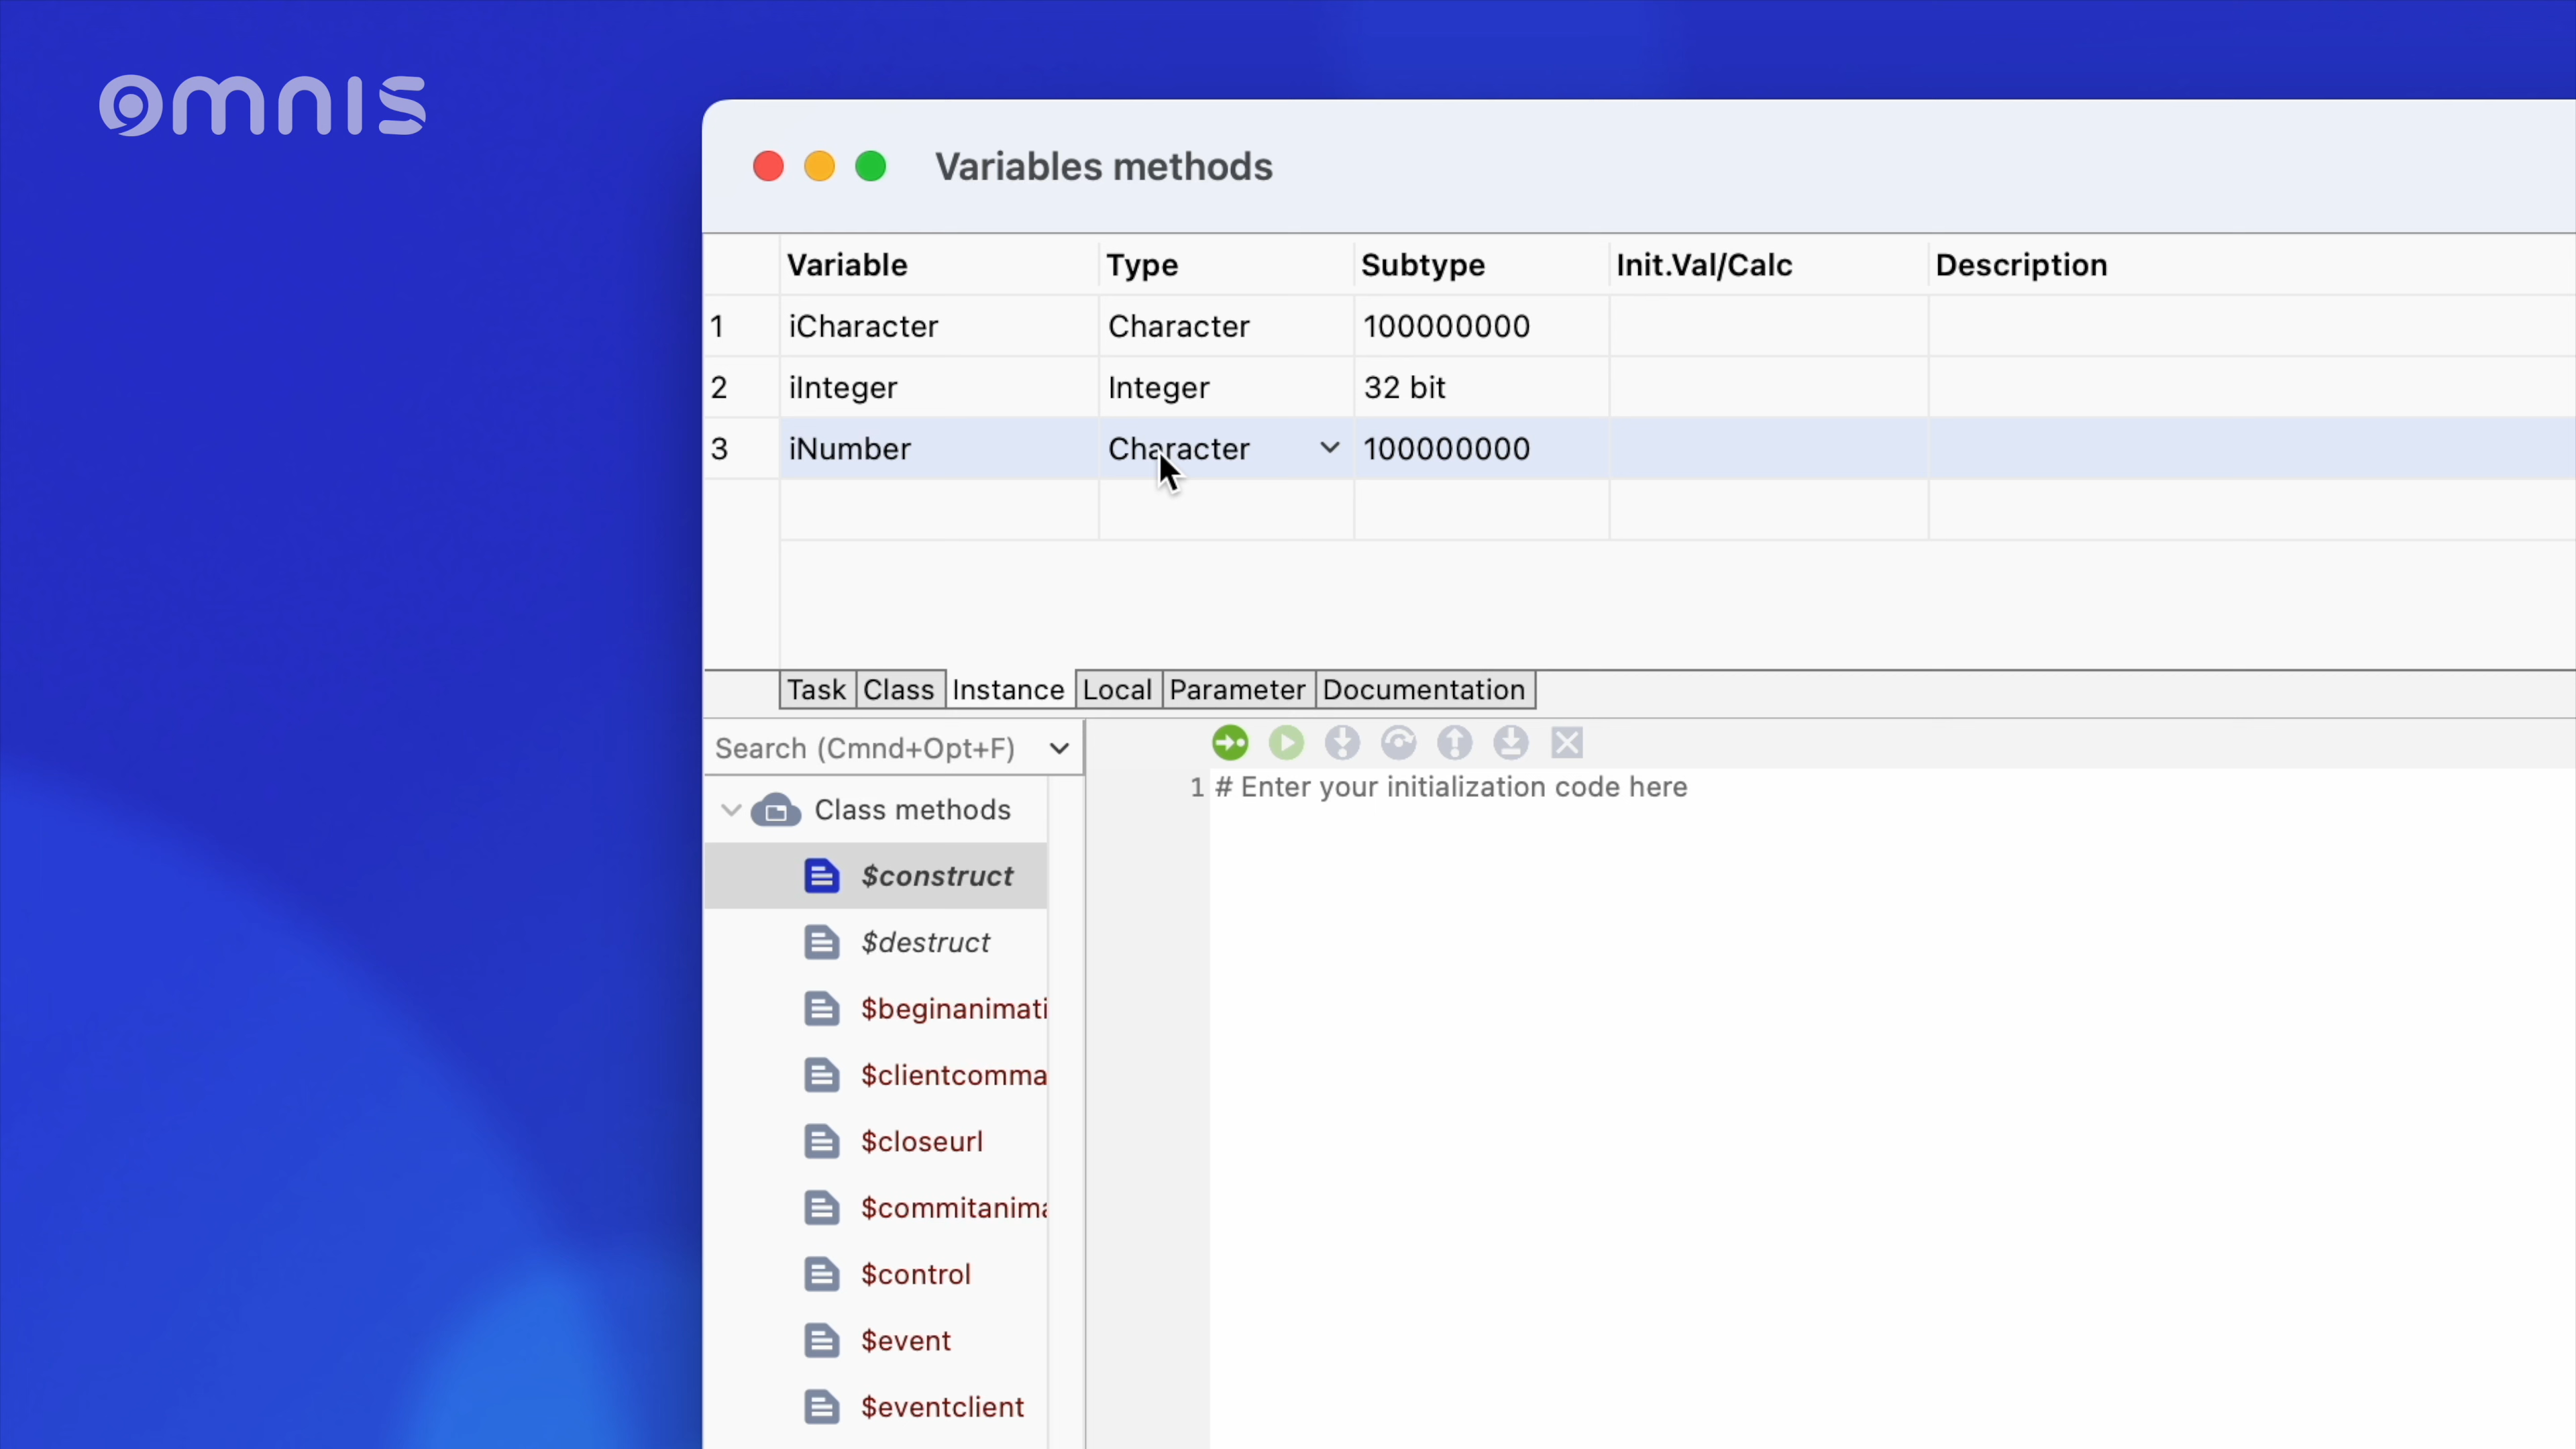 OMNIS
Variables methods
Variable Type Subtype Init.Val/Calc Description
1 iCharacter Character 100000000
2 iInteger Integer 32 bit
3 iNumber Character 100000000
Task Class Instance Local Parameter Documentation
Search (Cmnd+Opt+F)
1 # Enter your initialization code here
Class methods
$construct
$destruct
$beginanimati
$clientcomma
$closeurl
$commitanima
$control
$event
$eventclient